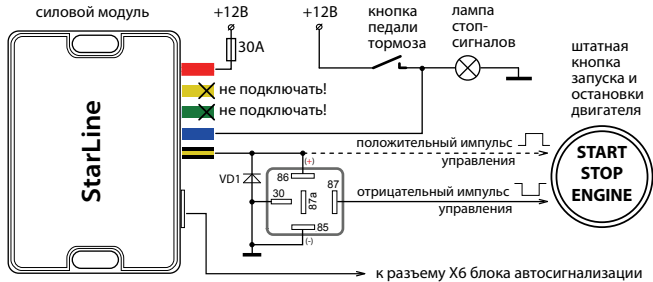 силовой модуль
+12В
+12В
кнопка
педали
тормоза
лампа
стоп-
сигналов
30А
штатная
кнопка
запуска и
остановки
двигателя
не подключать!
не подключать!
StarLine
положительный импульс
управления
START
STOP
ENGINE
VD1
86
(+)
30
87а
87
85
(-)
отрицательный импульс
управления
к разъему Х6 блока автосигнализации